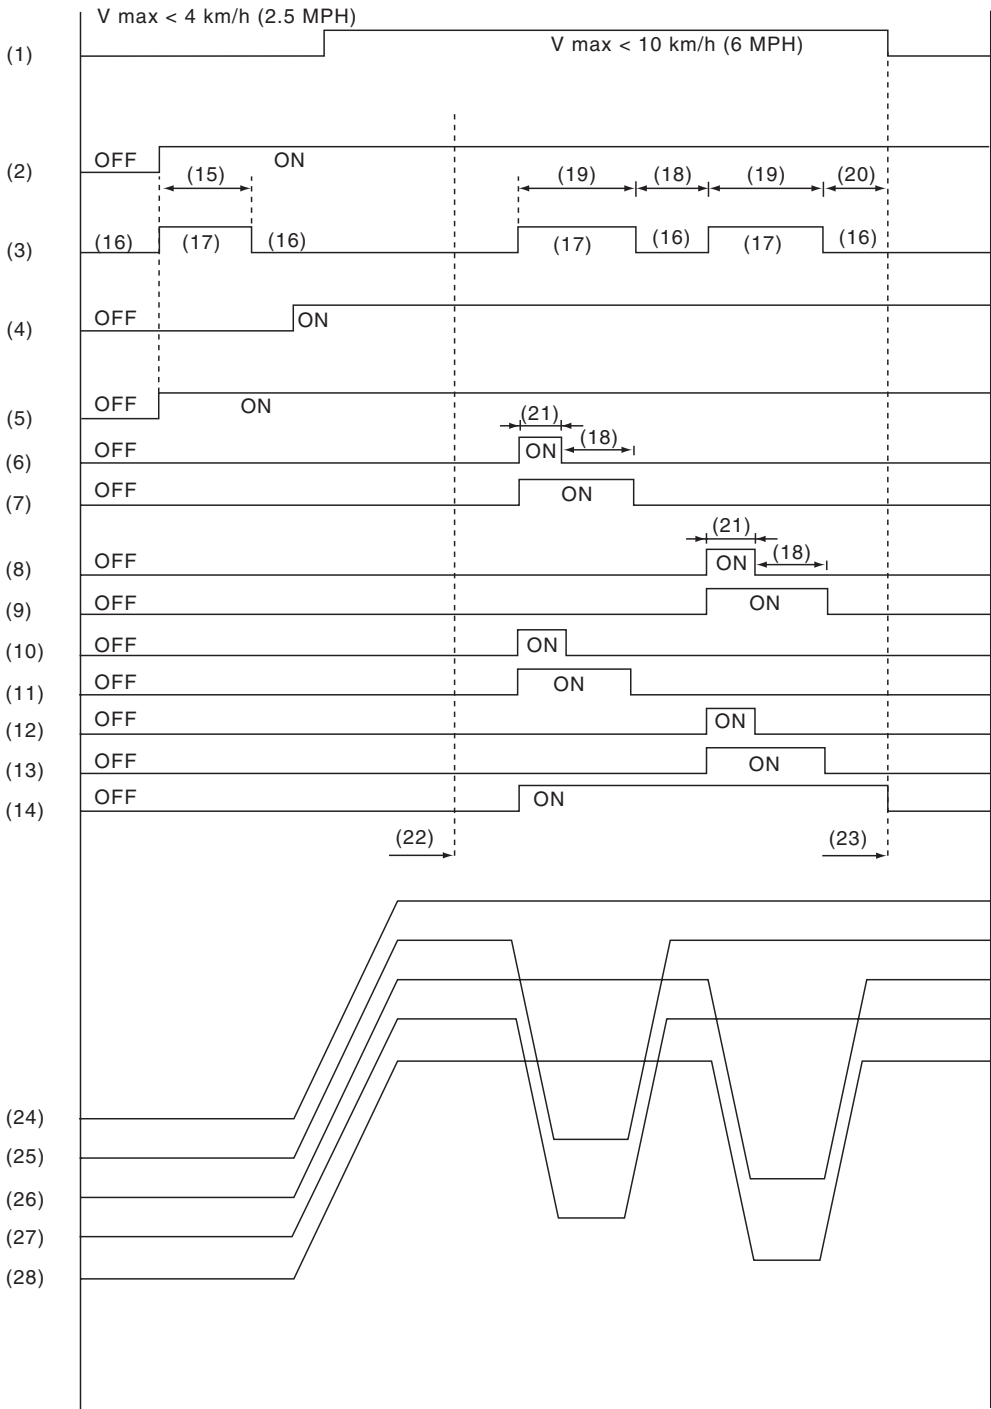 V max < 4 km/h (2.5 MPH)
(1) V max < 10 km/h (6 MPH)
(2) OFF ON
(15) (19) (18) (19) (20)
(3) (16) (17) (16) (17) (16) (17) (16)
(4) OFF ON
(5) OFF ON
(21)
(6) OFF ON (18)
(7) OFF ON
(21)
(8) OFF ON (18)
(9) OFF ON
(10) OFF ON
(11) OFF ON
(12) OFF ON
(13) OFF ON
(14) OFF ON
(22) (23)
(24)
(25)
(26)
(27)
(28)